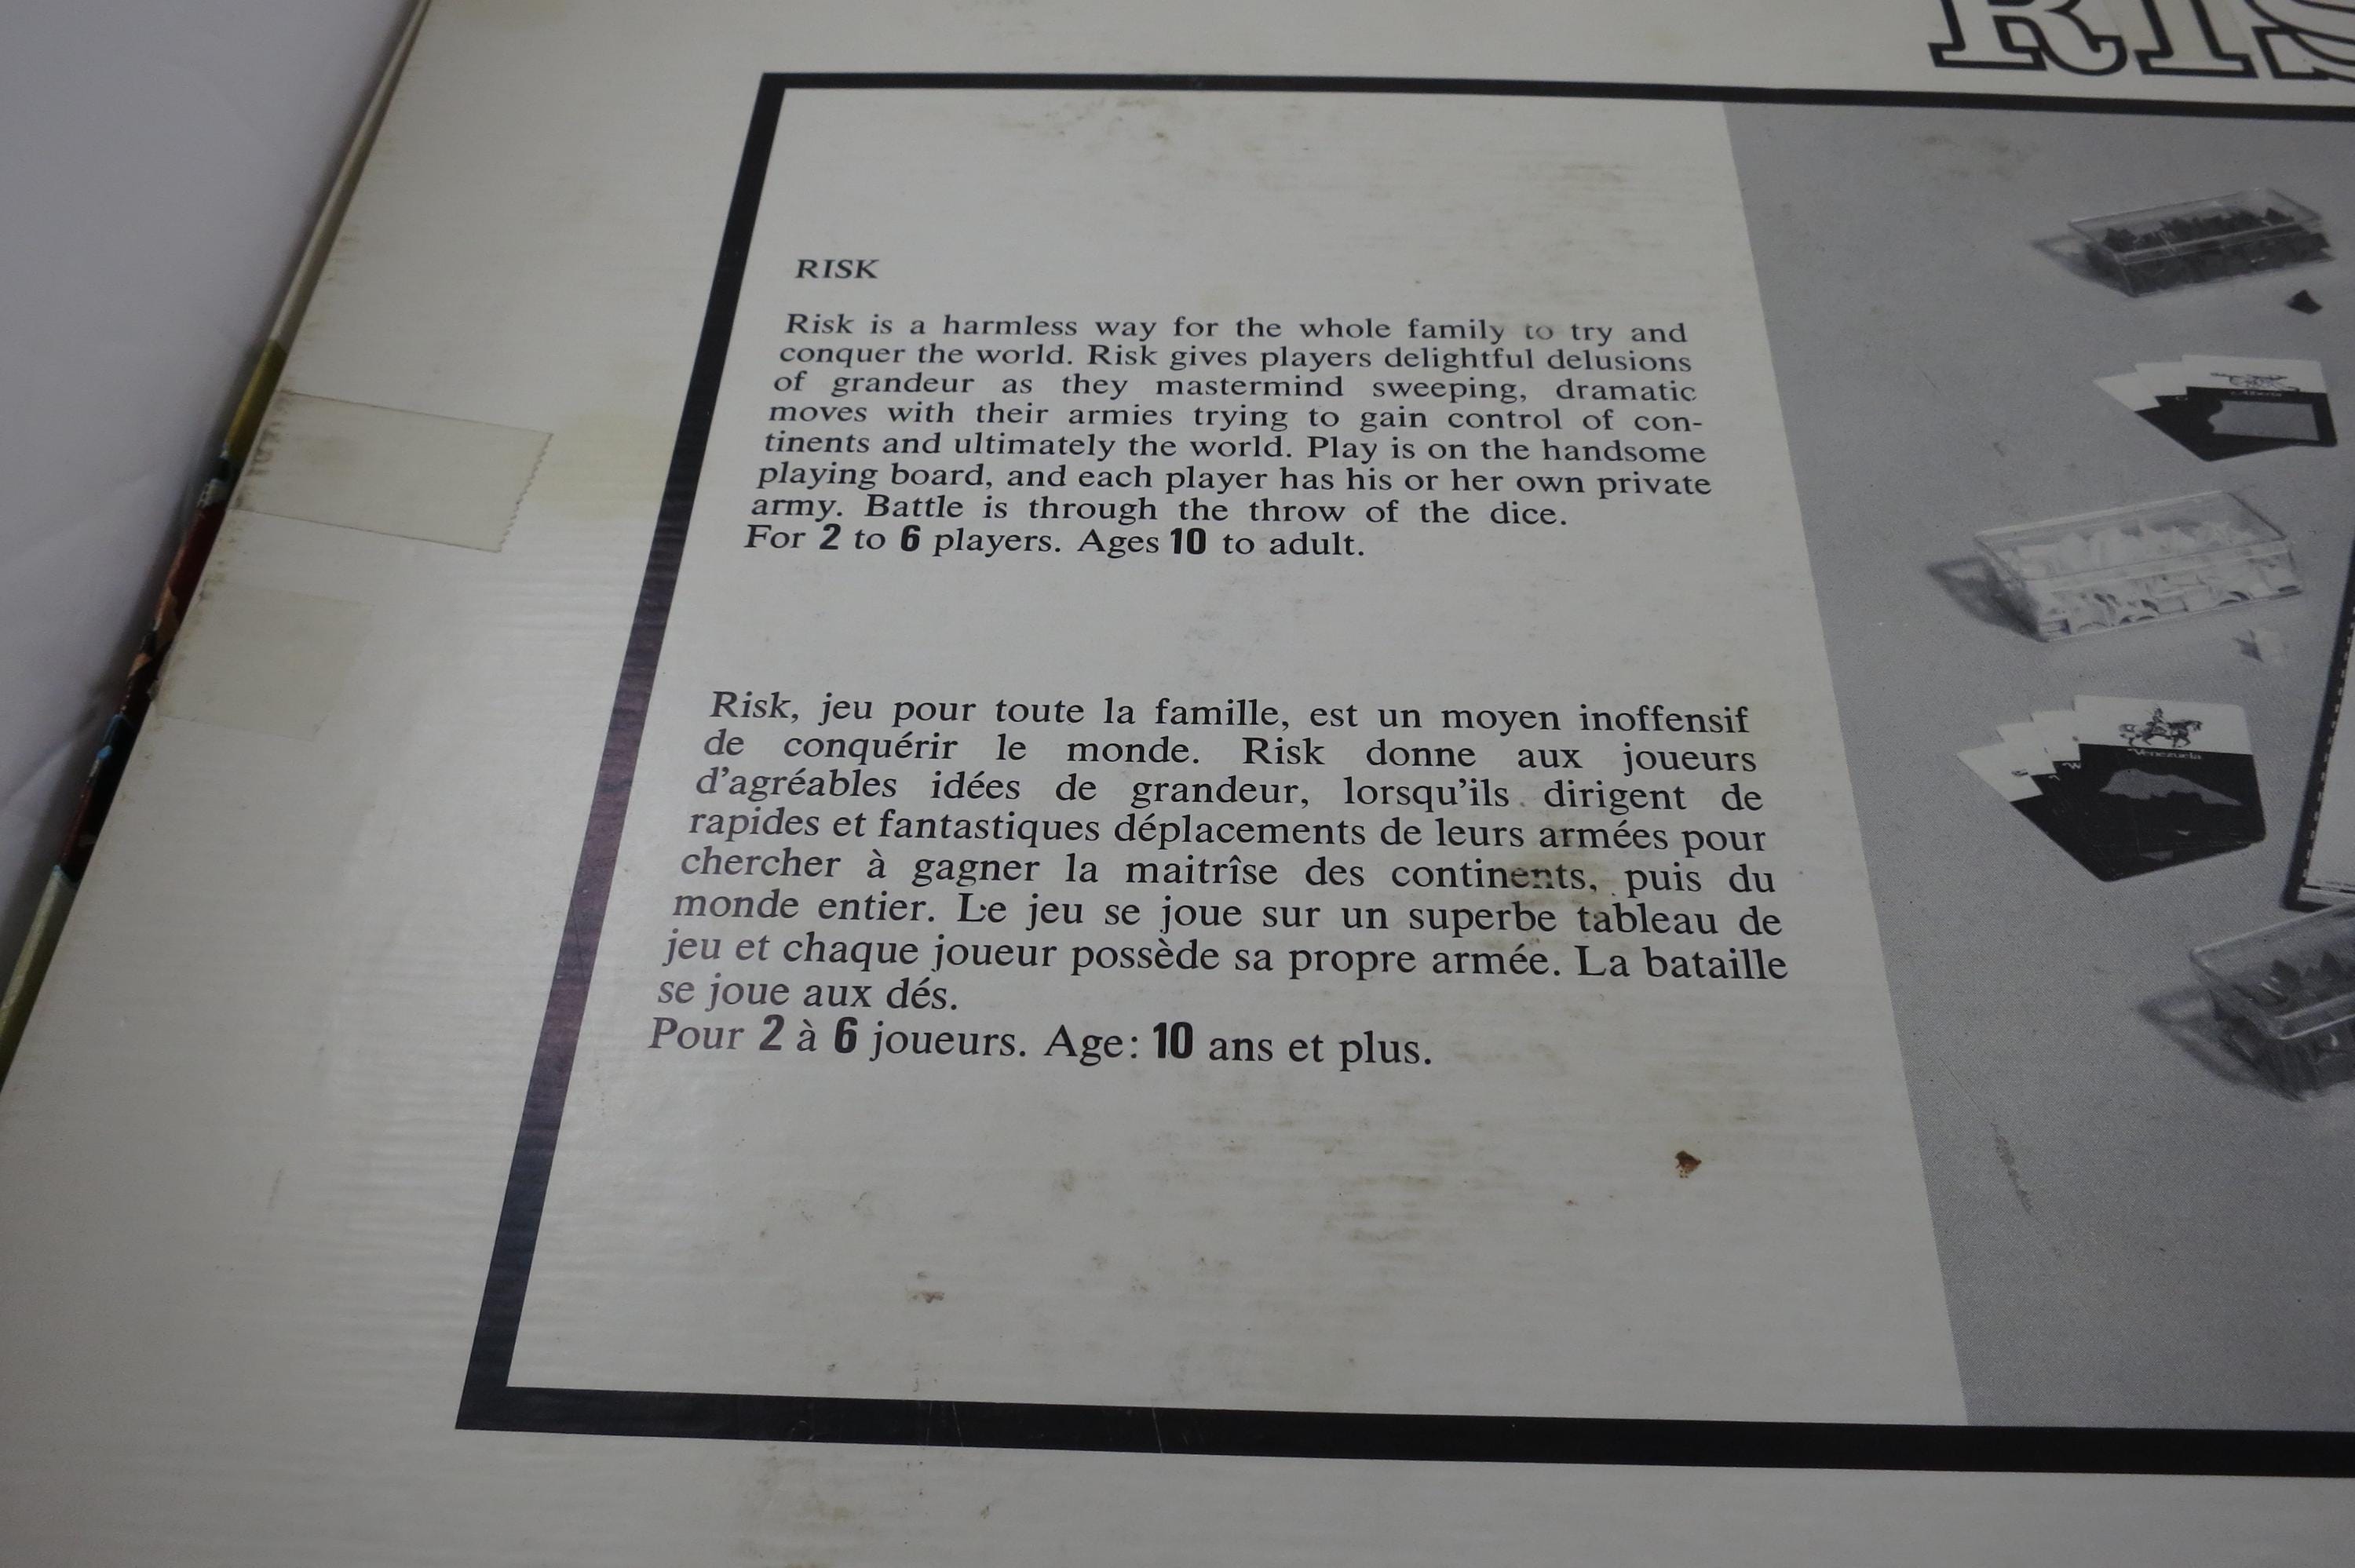 RIS
RISK
Risk is a harmless way for the whole family to try and
conquer the world. Risk gives players delightful delusions
of grandeur as they mastermind sweeping, dramatic
moves with their armies trying to gain control of con-
tinents and ultimately the world. Play is on the handsome
playing board, and each player has his or her own private
army. Battle is through the throw of the dice.
For 2 to 6 players. Ages 10 to adult.
Risk, jeu pour toute la famille, est un moyen inoffensif
de conquérir le monde. Risk donne aux joueurs
d'agréables idées de grandeur, lorsqu'ils dirigent de
rapides et fantastiques déplacements de leurs armées pour
chercher à gagner la maitrîse des continents, puis du
monde entier. Le jeu se joue sur un superbe tableau de
jeu et chaque joueur possède sa propre armée. La bataille
se joue aux dés.
Pour 2 à 6 joueurs. Age: 10 ans et plus.
Alberta
Venezuela